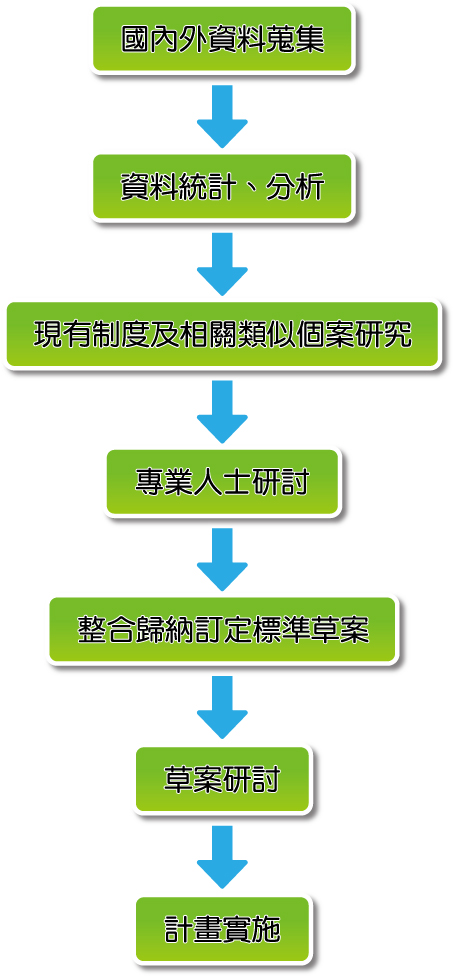 國內外資料蒐集
資料統計、分析
現有制度及相關類似個案研究
專業人士研討
整合歸納訂定標準草案
草案研討
計畫實施